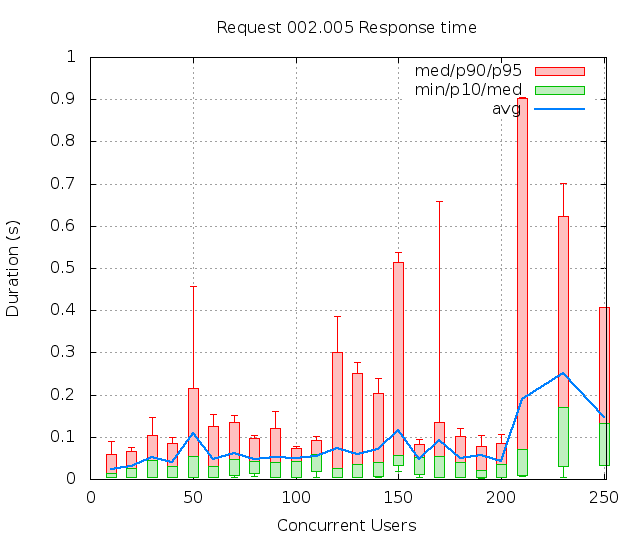 Request 002.005 Response time
med/p90/p95
min/p10/med
avg
Duration (s)
1
0.9
0.8
0.7
0.6
0.5
0.4
0.3
0.2
0.1
0
0 50 100 150 200 250
Concurrent Users